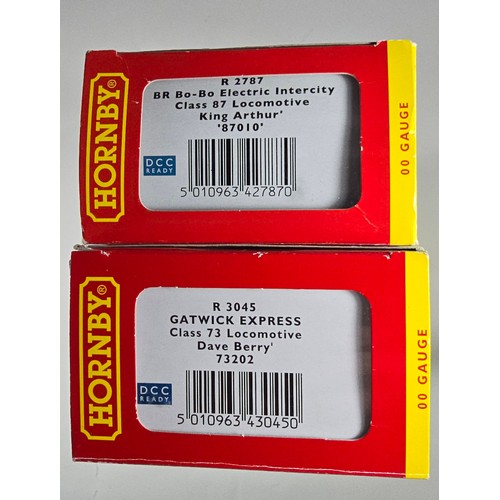 HORNBY®
R 2787
BR Bo-Bo Electric Intercity
Class 87 Locomotive
King Arthur'
'87010'
DCC
READY
5 010963 427870
00 GAUGE
HORNBY®
R 3045
GATWICK EXPRESS
Class 73 Locomotive
Dave Berry'
73202
DCC
READY
5 010963 430450
00 GAUGE